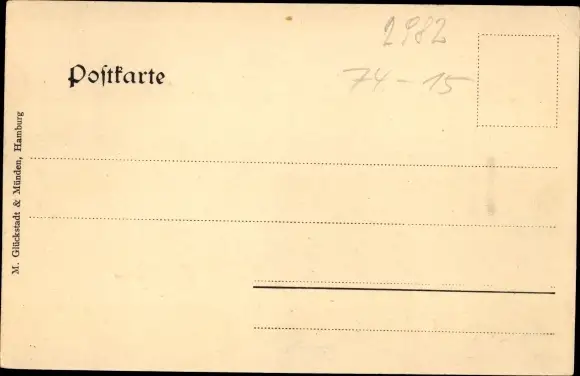 2982
74-15
Postkarte
M. Glückstadt & Münden, Hamburg